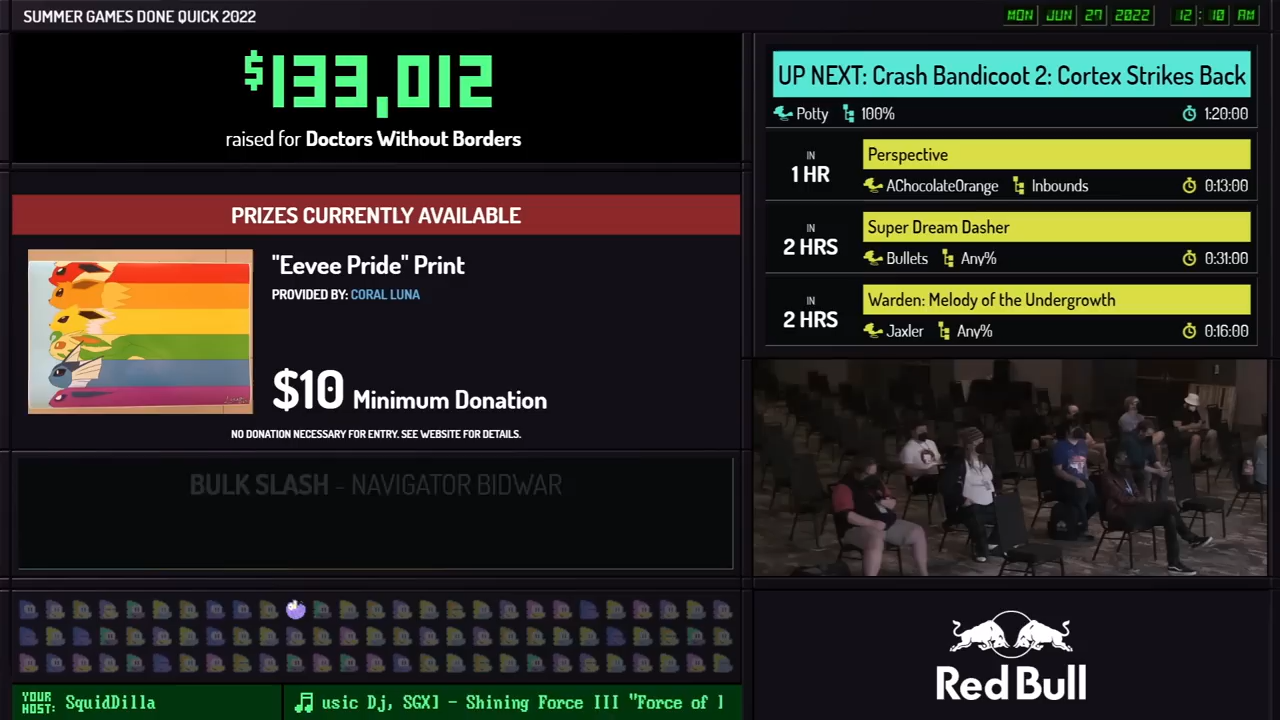 SUMMER GAMES DONE QUICK 2022
MON JUN 27 2022 12:10 AM
$133,012
raised for Doctors Without Borders
PRIZES CURRENTLY AVAILABLE
"Eevee Pride" Print
PROVIDED BY: CORAL LUNA
$10 Minimum Donation
NO DONATION NECESSARY FOR ENTRY. SEE WEBSITE FOR DETAILS.
BULK SLASH - NAVIGATOR BIDWAR
YOUR HOST: SquidDilla
usic Dj, SGX] - Shining Force III "Force of
UP NEXT: Crash Bandicoot 2: Cortex Strikes Back
Potty 100% 1:20:00
IN 1 HR
Perspective
AChocolateOrange Inbounds 0:13:00
IN 2 HRS
Super Dream Dasher
Bullets Any% 0:31:00
IN 2 HRS
Warden: Melody of the Undergrowth
Jaxler Any% 0:16:00
Red Bull